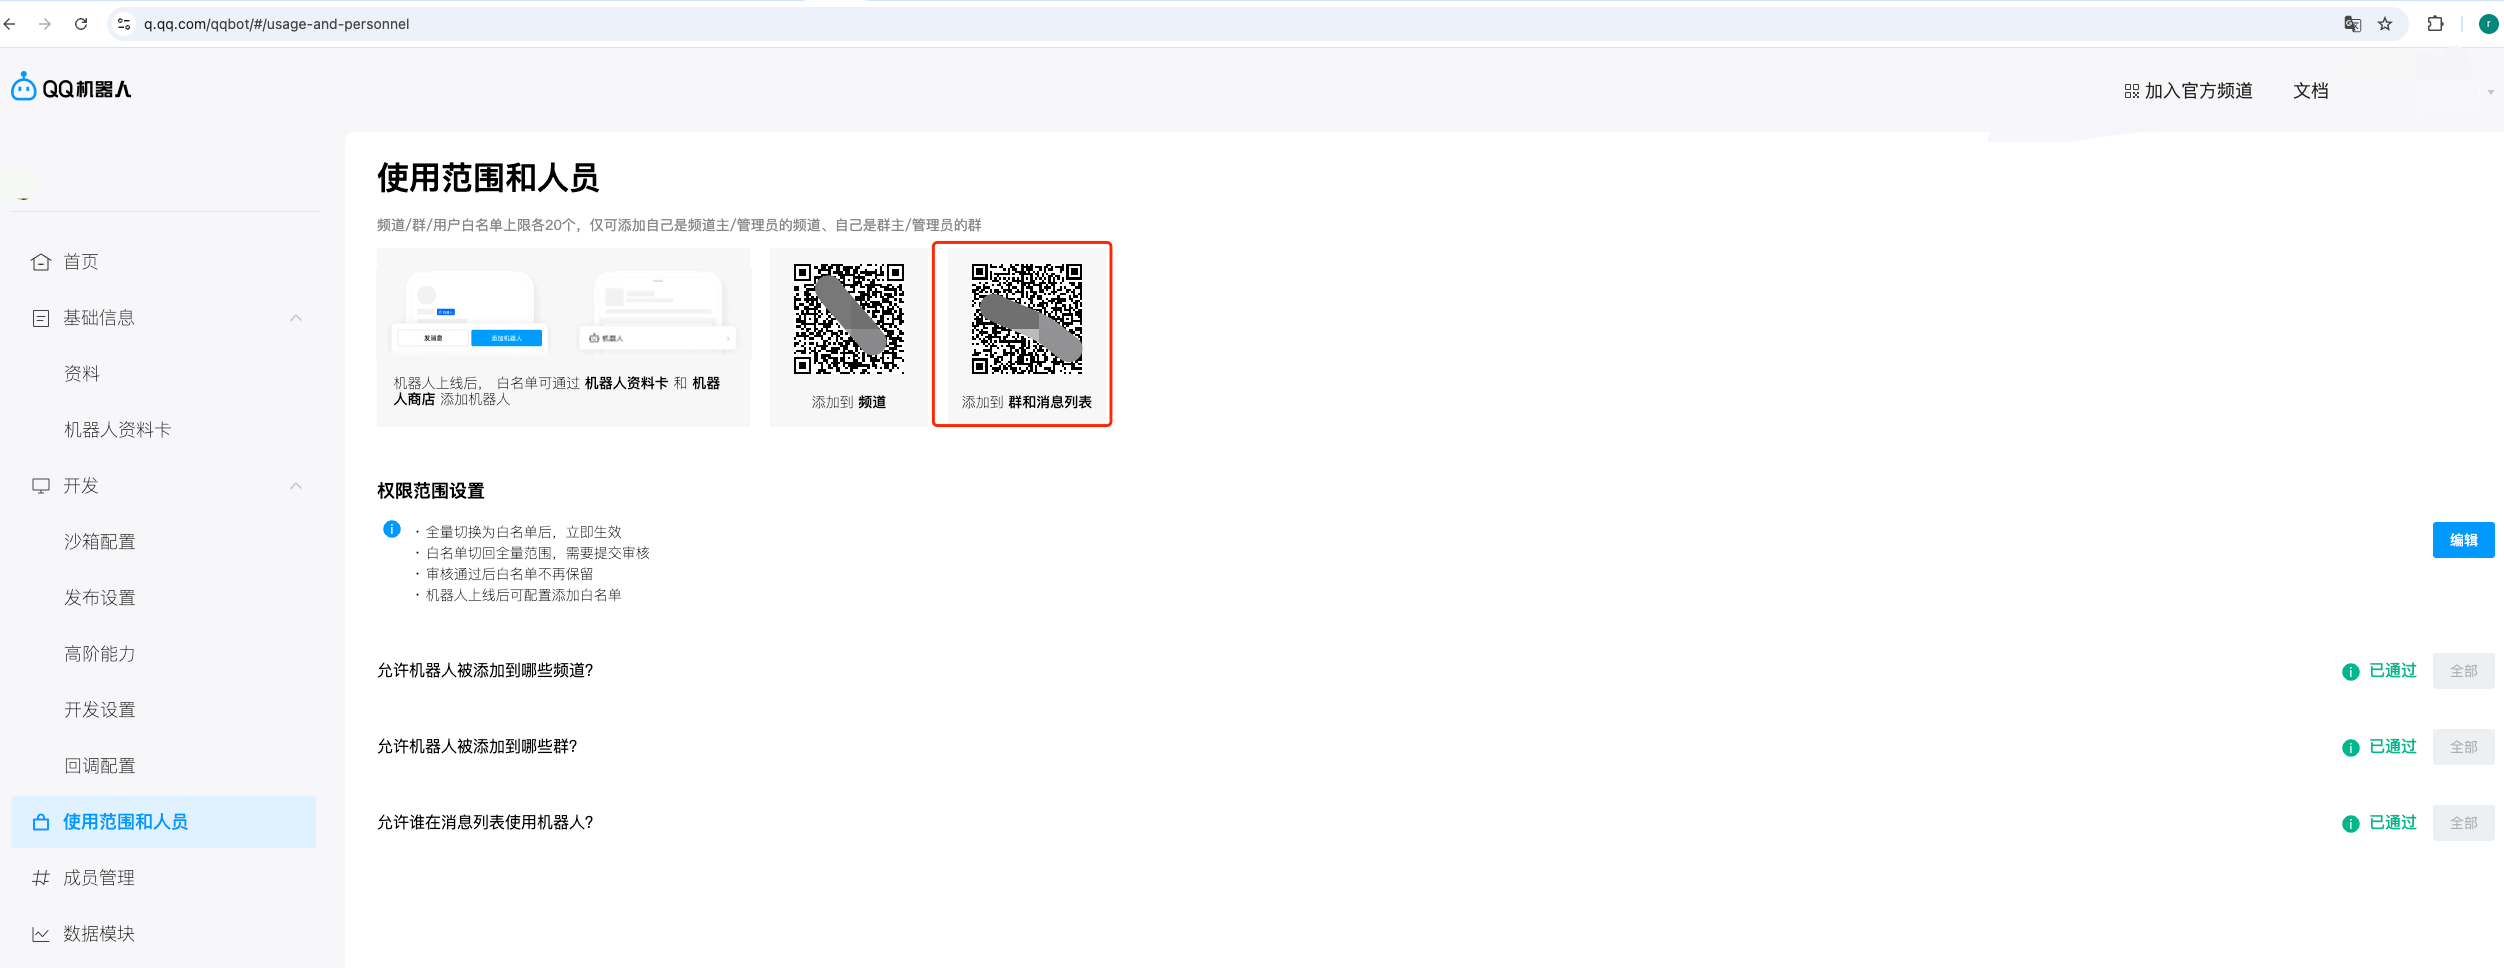 q.qq.com/qqbot/#/usage-and-personnel
r
QQ机器人
加入官方频道
文档
首页
基础信息
资料
机器人资料卡
开发
沙箱配置
发布设置
高阶能力
开发设置
回调配置
使用范围和人员
成员管理
数据模块
使用范围和人员
频道/群/用户白名单上限各20个，仅可添加自己是频道主/管理员的频道、自己是群主/管理员的群
发消息
添加机器人
机器人
机器人上线后， 白名单可通过 机器人资料卡 和 机器
人商店 添加机器人
添加到 频道
添加到 群和消息列表
权限范围设置
· 全量切换为白名单后，立即生效
· 白名单切回全量范围，需要提交审核
· 审核通过后白名单不再保留
· 机器人上线后可配置添加白名单
编辑
允许机器人被添加到哪些频道?
已通过
全部
允许机器人被添加到哪些群?
已通过
全部
允许谁在消息列表使用机器人?
已通过
全部